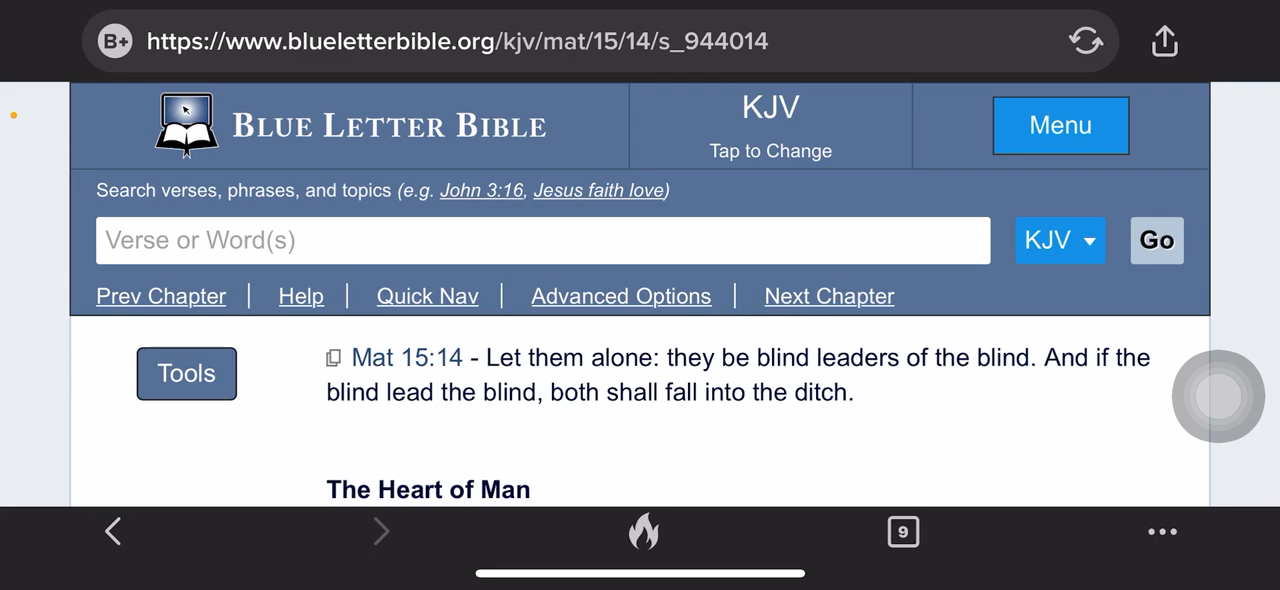 B+ https://www.blueletterbible.org/kjv/mat/15/14/s_944014
BLUE LETTER BIBLE
KJV
Tap to Change
Menu
Search verses, phrases, and topics (e.g. John 3:16, Jesus faith love)
Verse or Word(s)
KJV
Go
Prev Chapter | Help | Quick Nav | Advanced Options | Next Chapter
Tools
Mat 15:14 - Let them alone: they be blind leaders of the blind. And if the
blind lead the blind, both shall fall into the ditch.
The Heart of Man
9